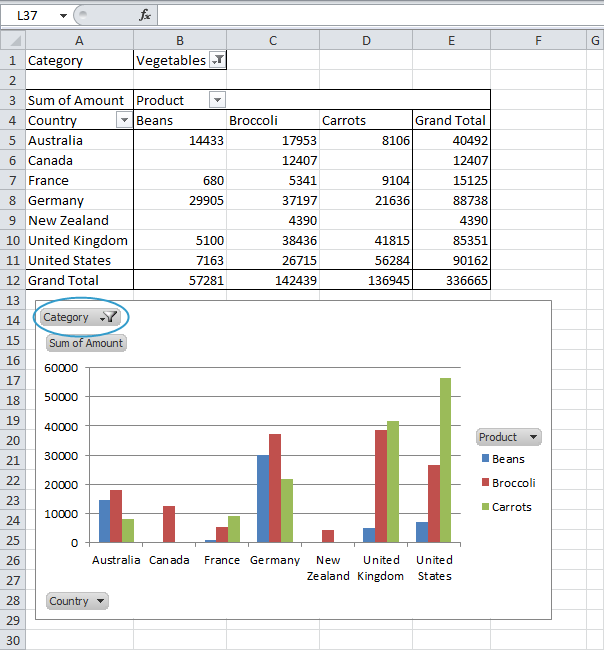 L37 fx
A B C D E F G
1 Category Vegetables
2
3 Sum of Amount Product
4 Country Beans Broccoli Carrots Grand Total
5 Australia 14433 17953 8106 40492
6 Canada 12407 12407
7 France 680 5341 9104 15125
8 Germany 29905 37197 21636 88738
9 New Zealand 4390 4390
10 United Kingdom 5100 38436 41815 85351
11 United States 7163 26715 56284 90162
12 Grand Total 57281 142439 136945 336665
13
14
15
16
17
18
19
20
21
22
23
24
25
26
27
28
29
30
Category
Sum of Amount
60000
50000
40000
30000
20000
10000
0
Australia Canada France Germany New Zealand United Kingdom United States
Product
Beans
Broccoli
Carrots
Country